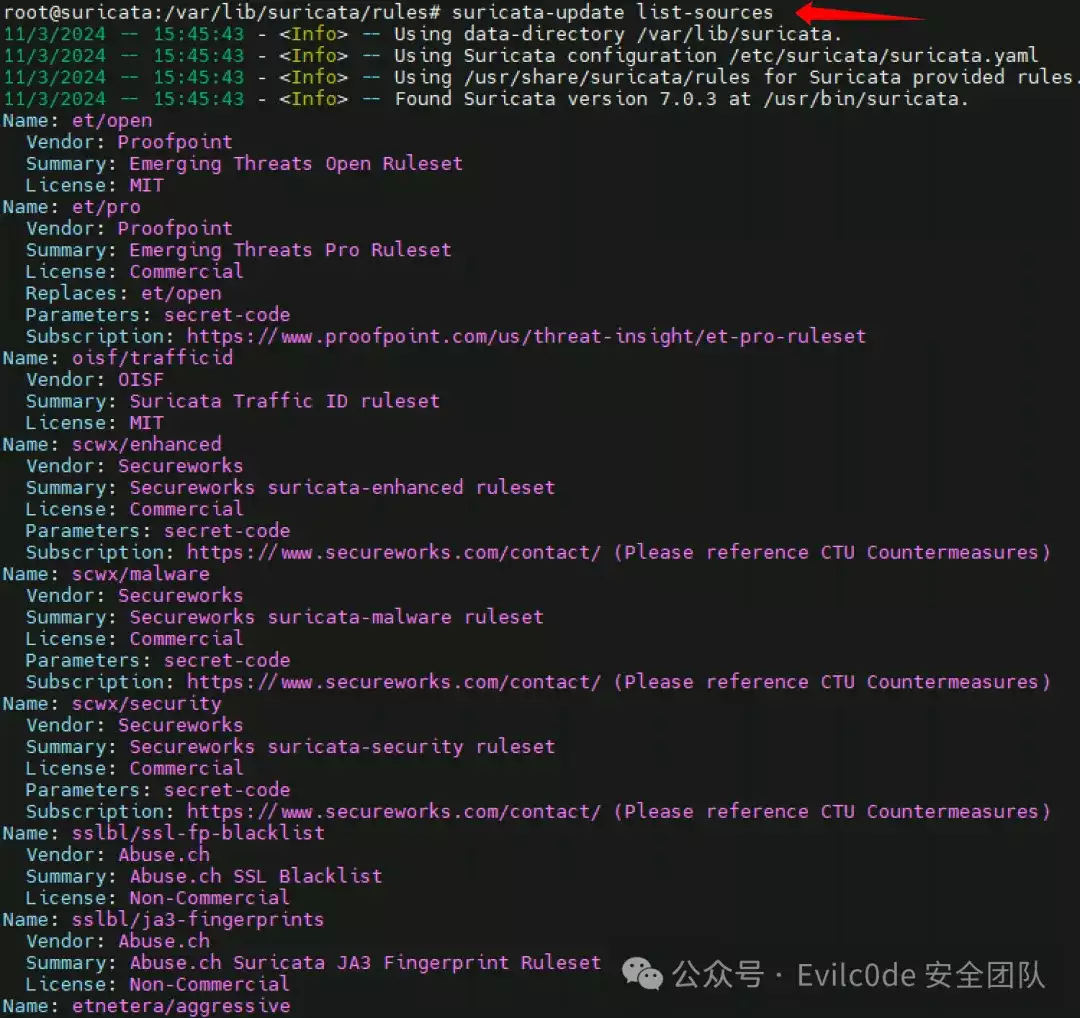 root@suricata:/var/lib/suricata/rules# suricata-update list-sources
11/3/2024 -- 15:45:43 - <Info> -- Using data-directory /var/lib/suricata.
11/3/2024 -- 15:45:43 - <Info> -- Using Suricata configuration /etc/suricata/suricata.yaml
11/3/2024 -- 15:45:43 - <Info> -- Using /usr/share/suricata/rules for Suricata provided rules.
11/3/2024 -- 15:45:43 - <Info> -- Found Suricata version 7.0.3 at /usr/bin/suricata.
Name: et/open
  Vendor: Proofpoint
  Summary: Emerging Threats Open Ruleset
  License: MIT
Name: et/pro
  Vendor: Proofpoint
  Summary: Emerging Threats Pro Ruleset
  License: Commercial
  Replaces: et/open
  Parameters: secret-code
  Subscription: https://www.proofpoint.com/us/threat-insight/et-pro-ruleset
Name: oisf/trafficid
  Vendor: OISF
  Summary: Suricata Traffic ID ruleset
  License: MIT
Name: scwx/enhanced
  Vendor: Secureworks
  Summary: Secureworks suricata-enhanced ruleset
  License: Commercial
  Parameters: secret-code
  Subscription: https://www.secureworks.com/contact/ (Please reference CTU Countermeasures)
Name: scwx/malware
  Vendor: Secureworks
  Summary: Secureworks suricata-malware ruleset
  License: Commercial
  Parameters: secret-code
  Subscription: https://www.secureworks.com/contact/ (Please reference CTU Countermeasures)
Name: scwx/security
  Vendor: Secureworks
  Summary: Secureworks suricata-security ruleset
  License: Commercial
  Parameters: secret-code
  Subscription: https://www.secureworks.com/contact/ (Please reference CTU Countermeasures)
Name: sslbl/ssl-fp-blacklist
  Vendor: Abuse.ch
  Summary: Abuse.ch SSL Blacklist
  License: Non-Commercial
Name: sslbl/ja3-fingerprints
  Vendor: Abuse.ch
  Summary: Abuse.ch Suricata JA3 Fingerprint Ruleset
  License: Non-Commercial
Name: etnetera/aggressive
公众号 · Evilc0de 安全团队